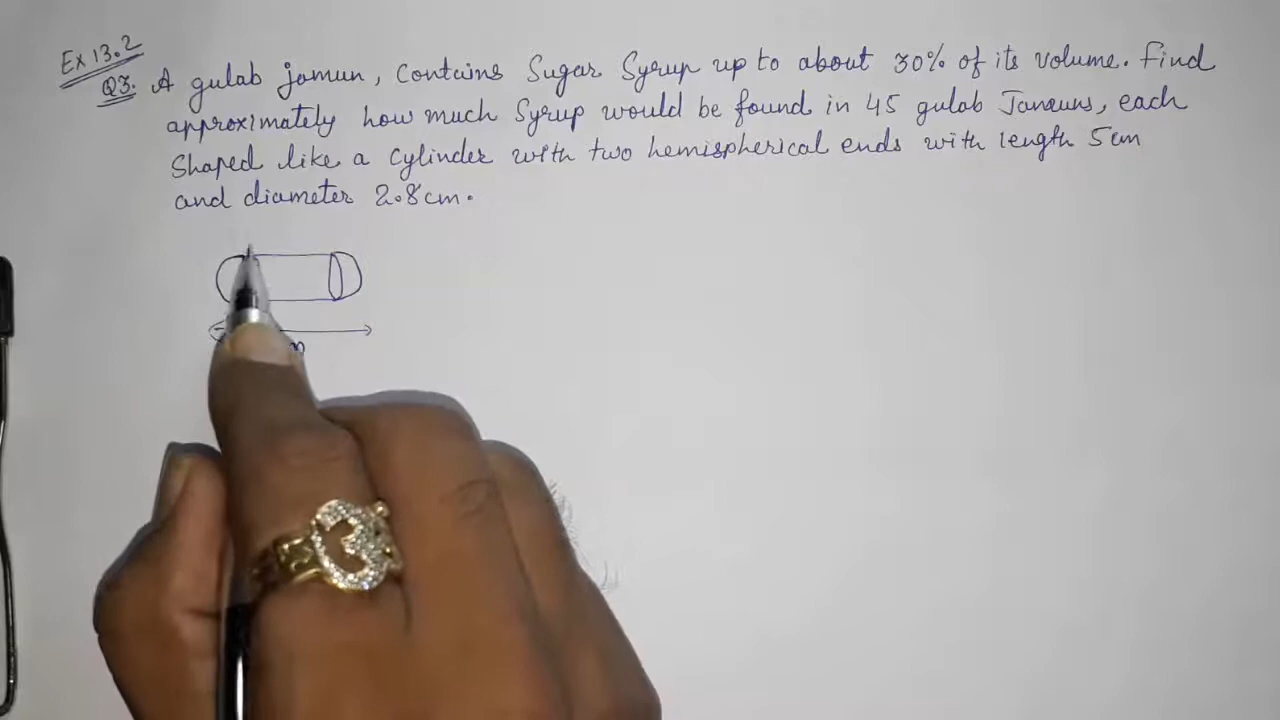 Ex 13.2
Q3. A gulab jamun, Contains Sugar Syrup up to about 30% of its volume. Find
approximately how much Syrup would be found in 45 gulab Jamuns, each
Shaped like a Cylinder with two hemispherical ends with length 5cm
and diameter 2.8cm.